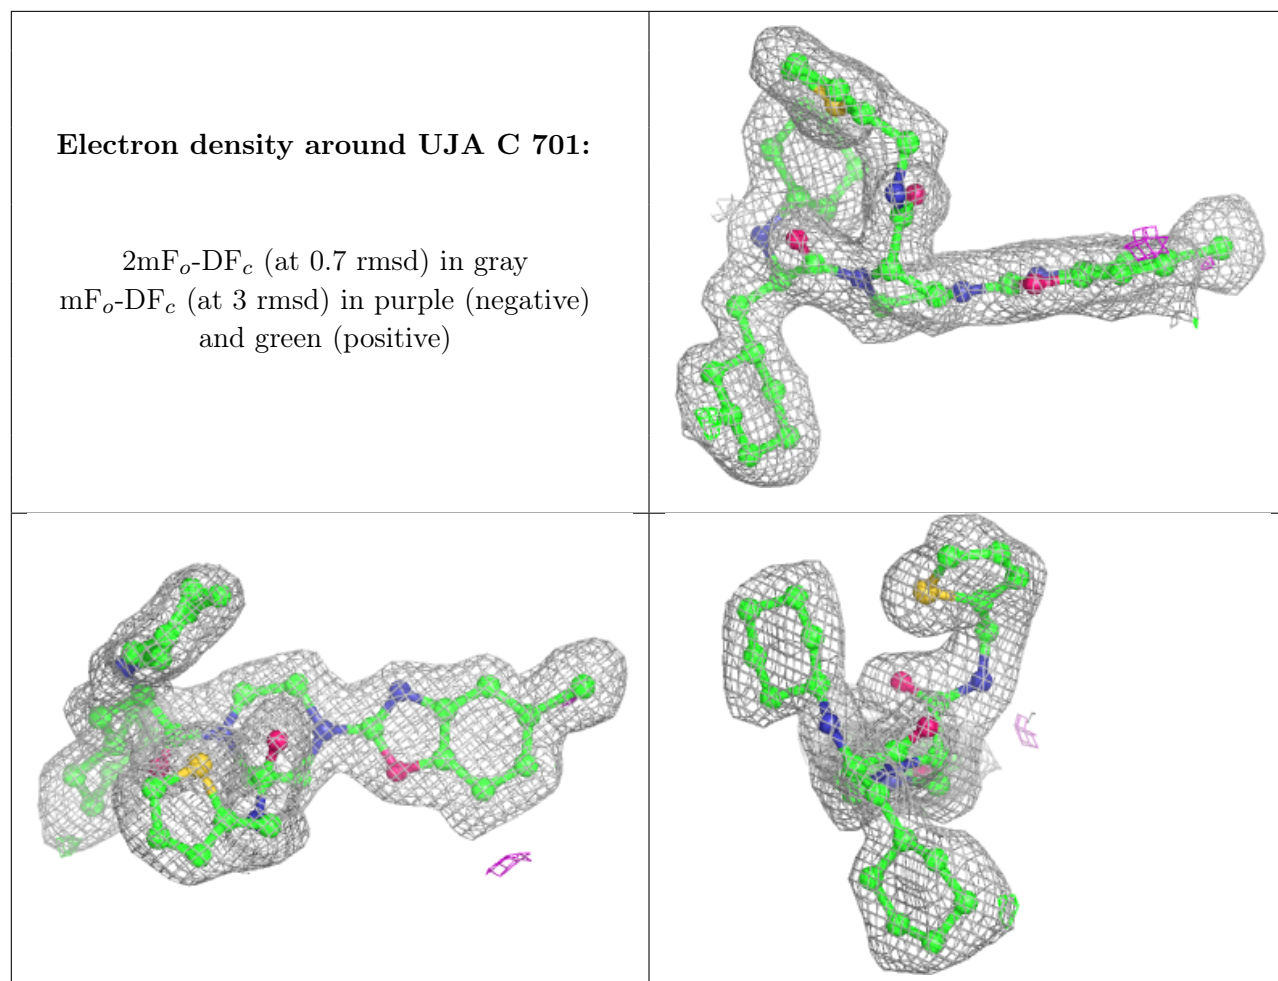 Electron density around UJA C 701:
2mFo-DFc (at 0.7 rmsd) in gray
mFo-DFc (at 3 rmsd) in purple (negative)
and green (positive)